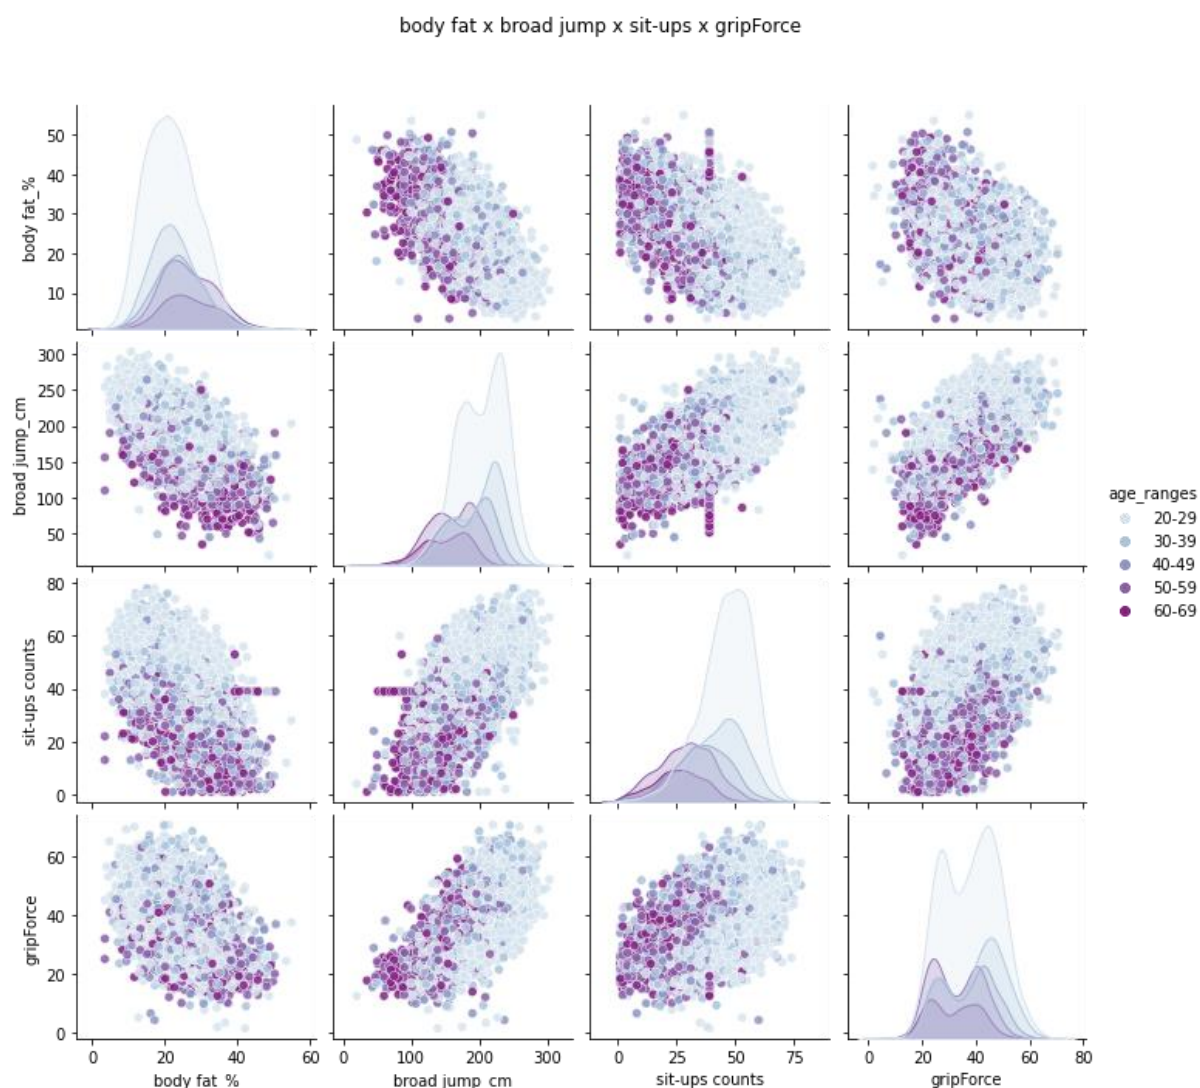 body fat x broad jump x sit-ups x gripForce
body fat_%
50
40
30
20
10
broad jump_cm
300
250
200
150
100
50
age_ranges
20-29
30-39
40-49
50-59
60-69
sit-ups counts
80
60
40
20
0
gripForce
60
40
20
0
0 20 40 60
body fat_%
0 100 200 300
broad jump_cm
0 25 50 75
sit-ups counts
0 20 40 60 80
gripForce